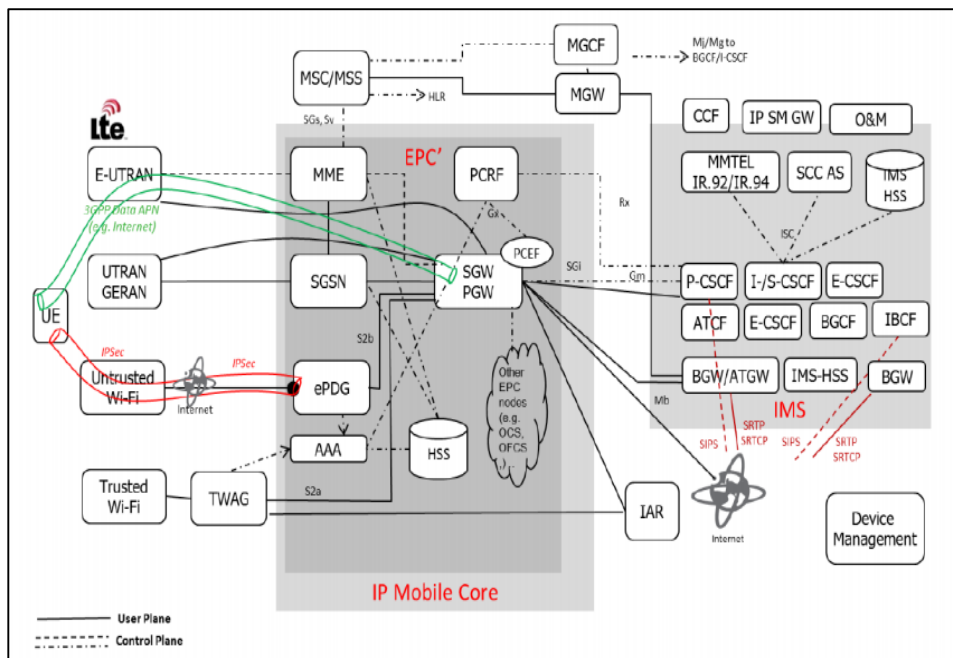 MGCF
Mj/Mg to
BGCF/I-CSCF
MSC/MSS
HLR
MGW
SGs, Sv
CCF
IP SM GW
O&M
LTE
EPC'
E-UTRAN
MME
PCRF
MMTEL
IR.92/IR.94
SCC AS
IMS
HSS
3GPP Data APN
(e.g. Internet)
Rx
Gx
ISC
PCEF
UTRAN
GERAN
SGSN
SGW
PGW
SGi
Gm
P-CSCF
I-/S-CSCF
E-CSCF
UE
ATCF
E-CSCF
BGCF
IBCF
IPSec
IPSec
S2b
Untrusted
Wi-Fi
Internet
ePDG
Other
EPC
nodes
(e.g.
OCS,
OFCS
,)...
BGW/ATGW
IMS-HSS
BGW
Mb
IMS
AAA
HSS
SIPS
SRTP
SRTCP
SIPS
SRTP
SRTCP
Trusted
Wi-Fi
TWAG
S2a
IAR
Internet
Device
Management
IP Mobile Core
User Plane
Control Plane